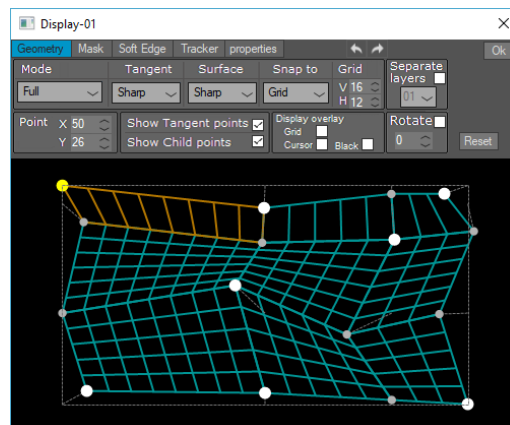 Display-01
Geometry Mask Soft Edge Tracker properties Ok
Mode Tangent Surface Snap to Grid Separate layers
Full Sharp Sharp Grid V 16 H 12 01
Point X 50 Show Tangent points Display overlay Rotate
Y 26 Show Child points Grid 0 Reset
Cursor Black